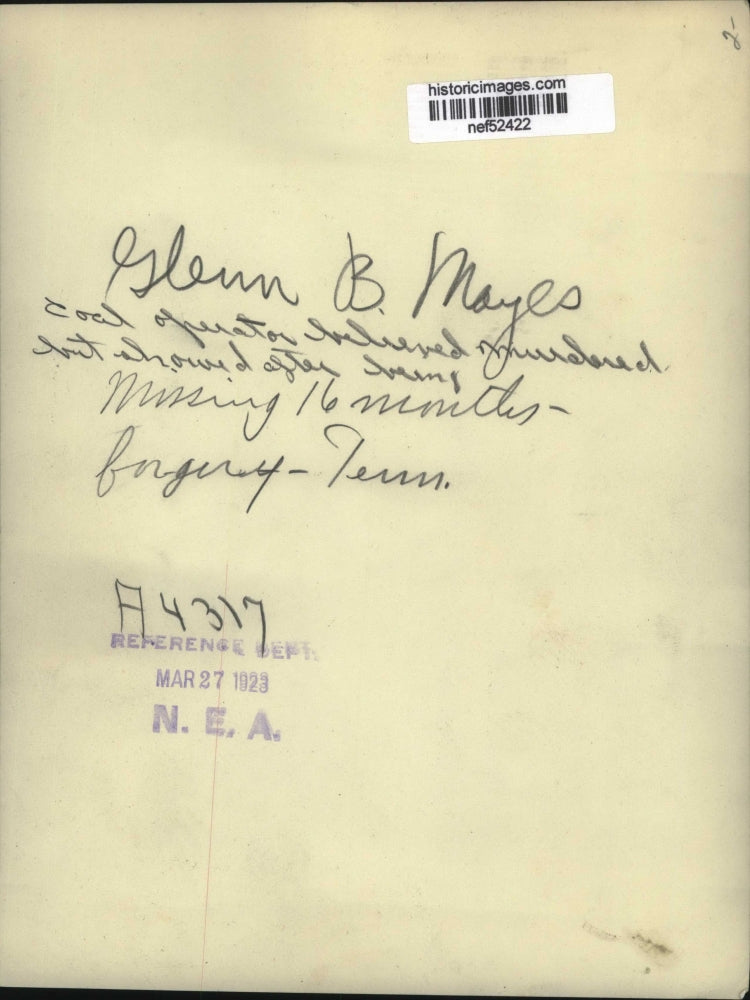 historicimages.com
nef52422
Glenn B. Mayes
Coal operator believed murdered
but showed after being
Missing 16 months -
forgery - Tenn.
A4317
REFERENCE DEPT.
MAR 27
N. E. A.